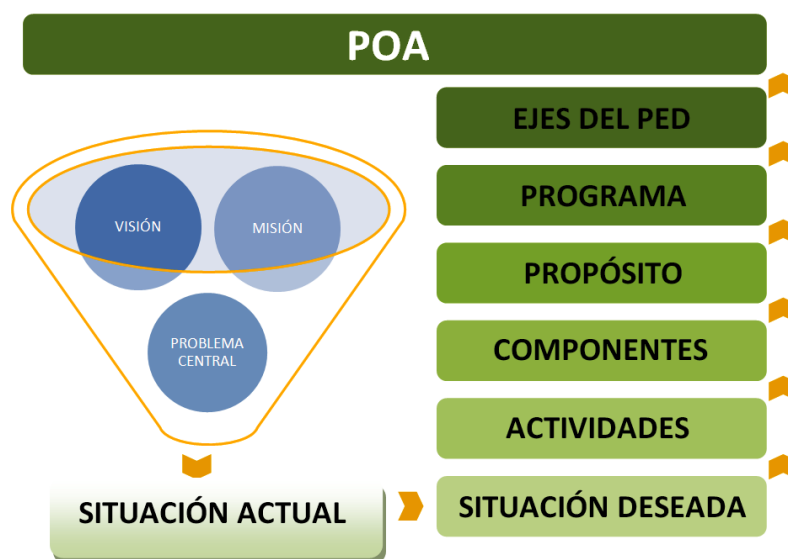 POA
VISIÓN
MISIÓN
PROBLEMA
CENTRAL
SITUACIÓN ACTUAL
EJES DEL PED
PROGRAMA
PROPÓSITO
COMPONENTES
ACTIVIDADES
SITUACIÓN DESEADA